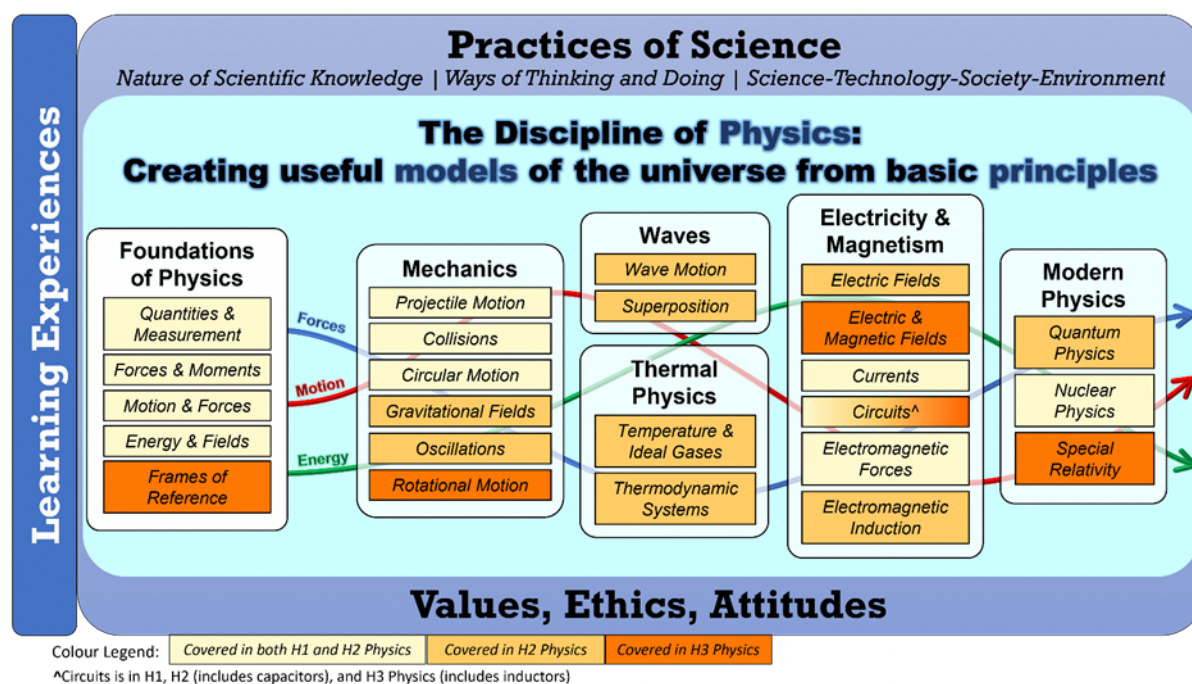 Learning Experiences
Practices of Science
Nature of Scientific Knowledge | Ways of Thinking and Doing | Science-Technology-Society-Environment
The Discipline of Physics:
Creating useful models of the universe from basic principles
Foundations
of Physics
Quantities &
Measurement
Forces & Moments
Motion & Forces
Energy & Fields
Frames of
Reference
Forces
Motion
Energy
Mechanics
Projectile Motion
Collisions
Circular Motion
Gravitational Fields
Oscillations
Rotational Motion
Waves
Wave Motion
Superposition
Thermal
Physics
Temperature &
Ideal Gases
Thermodynamic
Systems
Electricity &
Magnetism
Electric Fields
Electric &
Magnetic Fields
Currents
Circuits^
Electromagnetic
Forces
Electromagnetic
Induction
Modern
Physics
Quantum
Physics
Nuclear
Physics
Special
Relativity
Values, Ethics, Attitudes
Colour Legend:
Covered in both H1 and H2 Physics
Covered in H2 Physics
Covered in H3 Physics
^Circuits is in H1, H2 (includes capacitors), and H3 Physics (includes inductors)